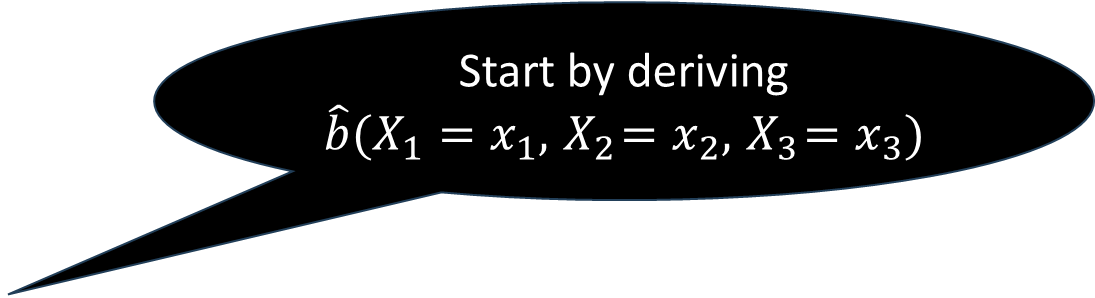 Start by deriving
b̂(X₁ = x₁, X₂ = x₂, X₃ = x₃)